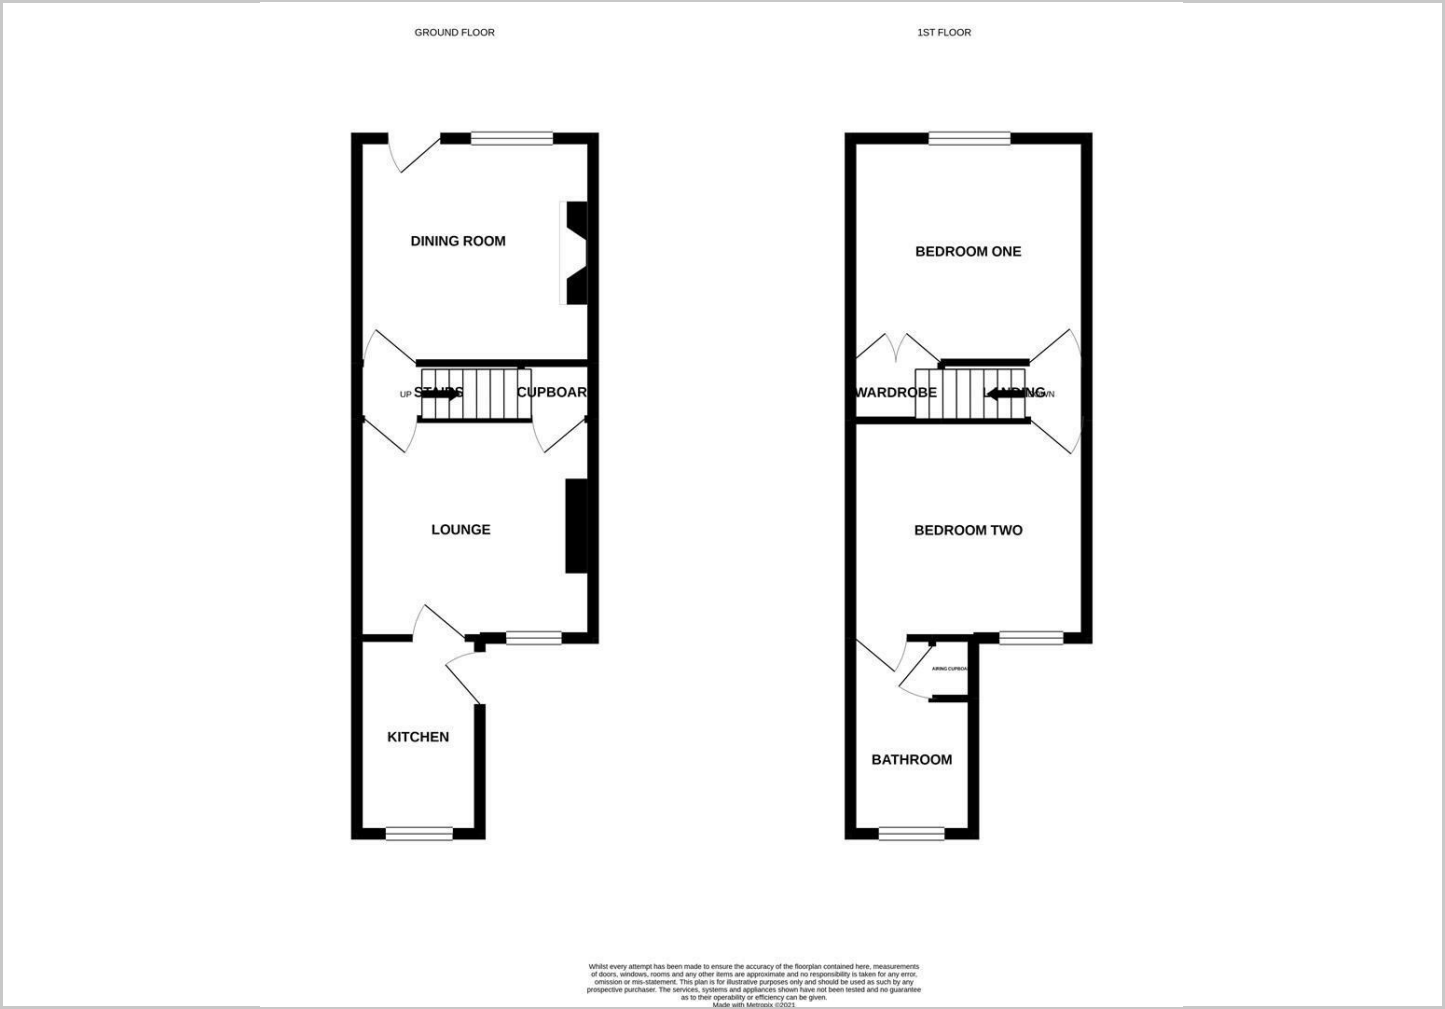 GROUND FLOOR
1ST FLOOR
DINING ROOM
BEDROOM ONE
UP
STAIRS
CUPBOAR
WARDROBE
LANDING
DOWN
LOUNGE
BEDROOM TWO
AIRING CUPBOA
KITCHEN
BATHROOM
Whilst every attempt has been made to ensure the accuracy of the floorplan contained here, measurements
of doors, windows, rooms and any other items are approximate and no responsibility is taken for any error,
omission or mis-statement. This plan is for illustrative purposes only and should be used as such by any
prospective purchaser. The services, systems and appliances shown have not been tested and no guarantee
as to their operability or efficiency can be given.
Made with Metropix ©2021